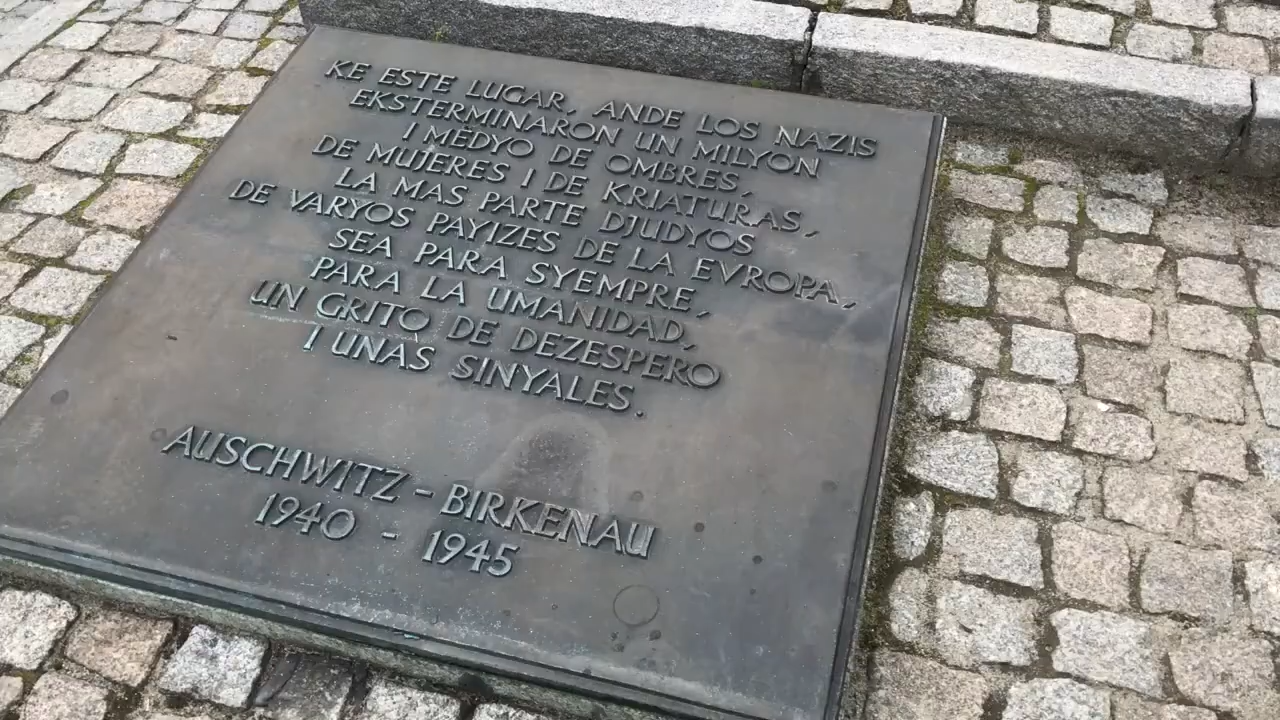 KE ESTE LUGAR, ANDE LOS NAZIS
EKSTERMINARON UN MILYON
I MEDYO DE OMBRES,
DE MUJERES I DE KRIATURAS,
LA MAS PARTE DJUDYOS
DE VARYOS PAYIZES DE LA EVROPA,
SEA PARA SYEMPRE,
PARA LA UMANIDAD,
UN GRITO DE DEZESPERO
I UNAS SINYALES.
AUSCHWITZ - BIRKENAU
1940 - 1945